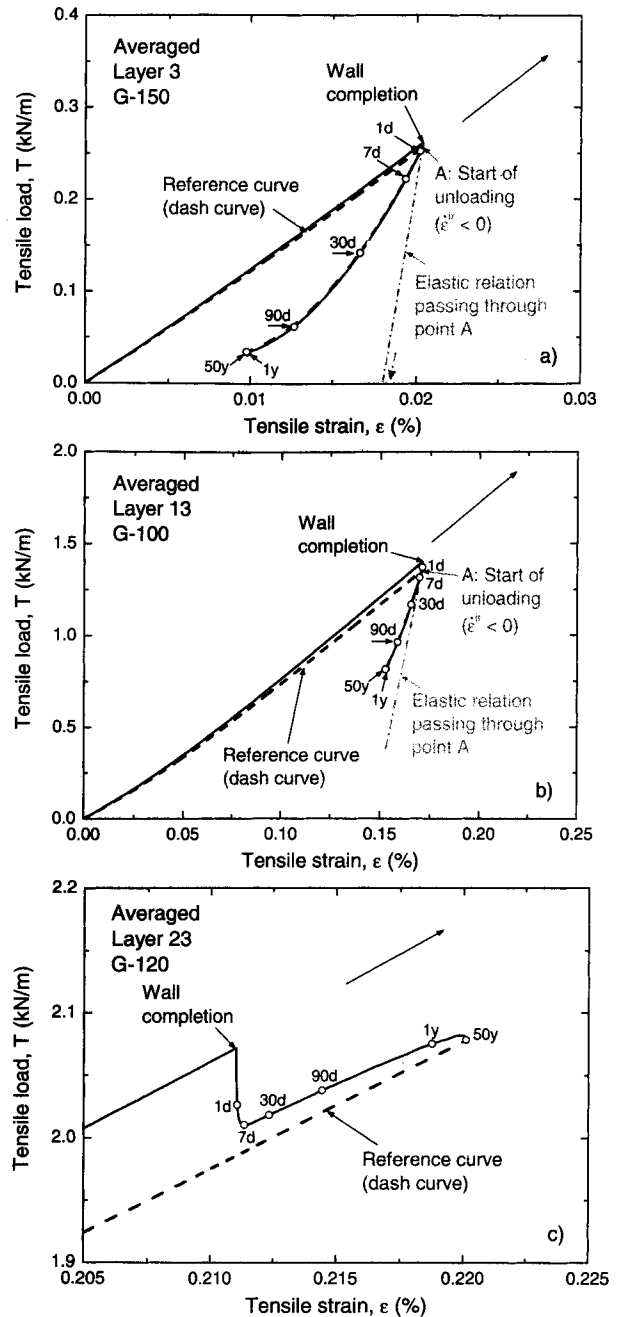 0.4
Averaged
Layer 3
G-150
Wall
completion
0.3
1d
7d
A: Start of
unloading
(ε̇ⁱʳ < 0)
Reference curve
(dash curve)
0.2
30d
Elastic relation
passing through
point A
0.1
90d
50y
1y
a)
0.0
0.00
0.01
0.02
0.03
Tensile load, T (kN/m)
Tensile strain, ε (%)
2.0
Averaged
Layer 13
G-100
Wall
completion
1.5
1d
7d
A: Start of
unloading
(ε̇ⁱʳ < 0)
30d
1.0
90d
50y
1y
Elastic relation
passing through
point A
0.5
Reference curve
(dash curve)
b)
0.0
0.00
0.05
0.10
0.15
0.20
0.25
Tensile load, T (kN/m)
Tensile strain, ε (%)
2.2
Averaged
Layer 23
G-120
Wall
completion
2.1
1y
50y
90d
1d
30d
7d
2.0
Reference curve
(dash curve)
c)
1.9
0.205
0.210
0.215
0.220
0.225
Tensile load, T (kN/m)
Tensile strain, ε (%)